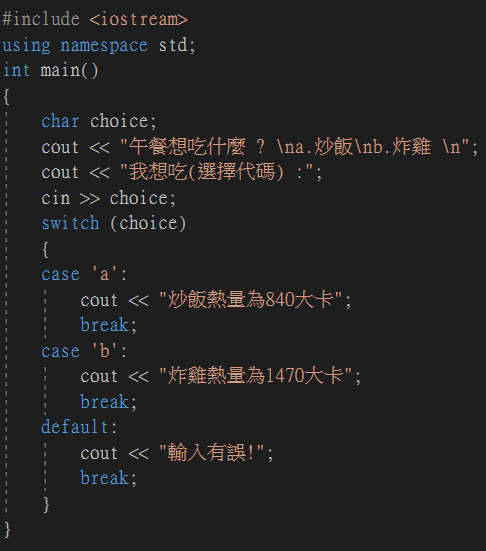 #include <iostream>
using namespace std;
int main()
{
    char choice;
    cout << "午餐想吃什麼 ? \na.炒飯\nb.炸雞 \n";
    cout << "我想吃(選擇代碼) :";
    cin >> choice;
    switch (choice)
    {
    case 'a':
        cout << "炒飯熱量為840大卡";
        break;
    case 'b':
        cout << "炸雞熱量為1470大卡";
        break;
    default:
        cout << "輸入有誤!";
        break;
    }
}